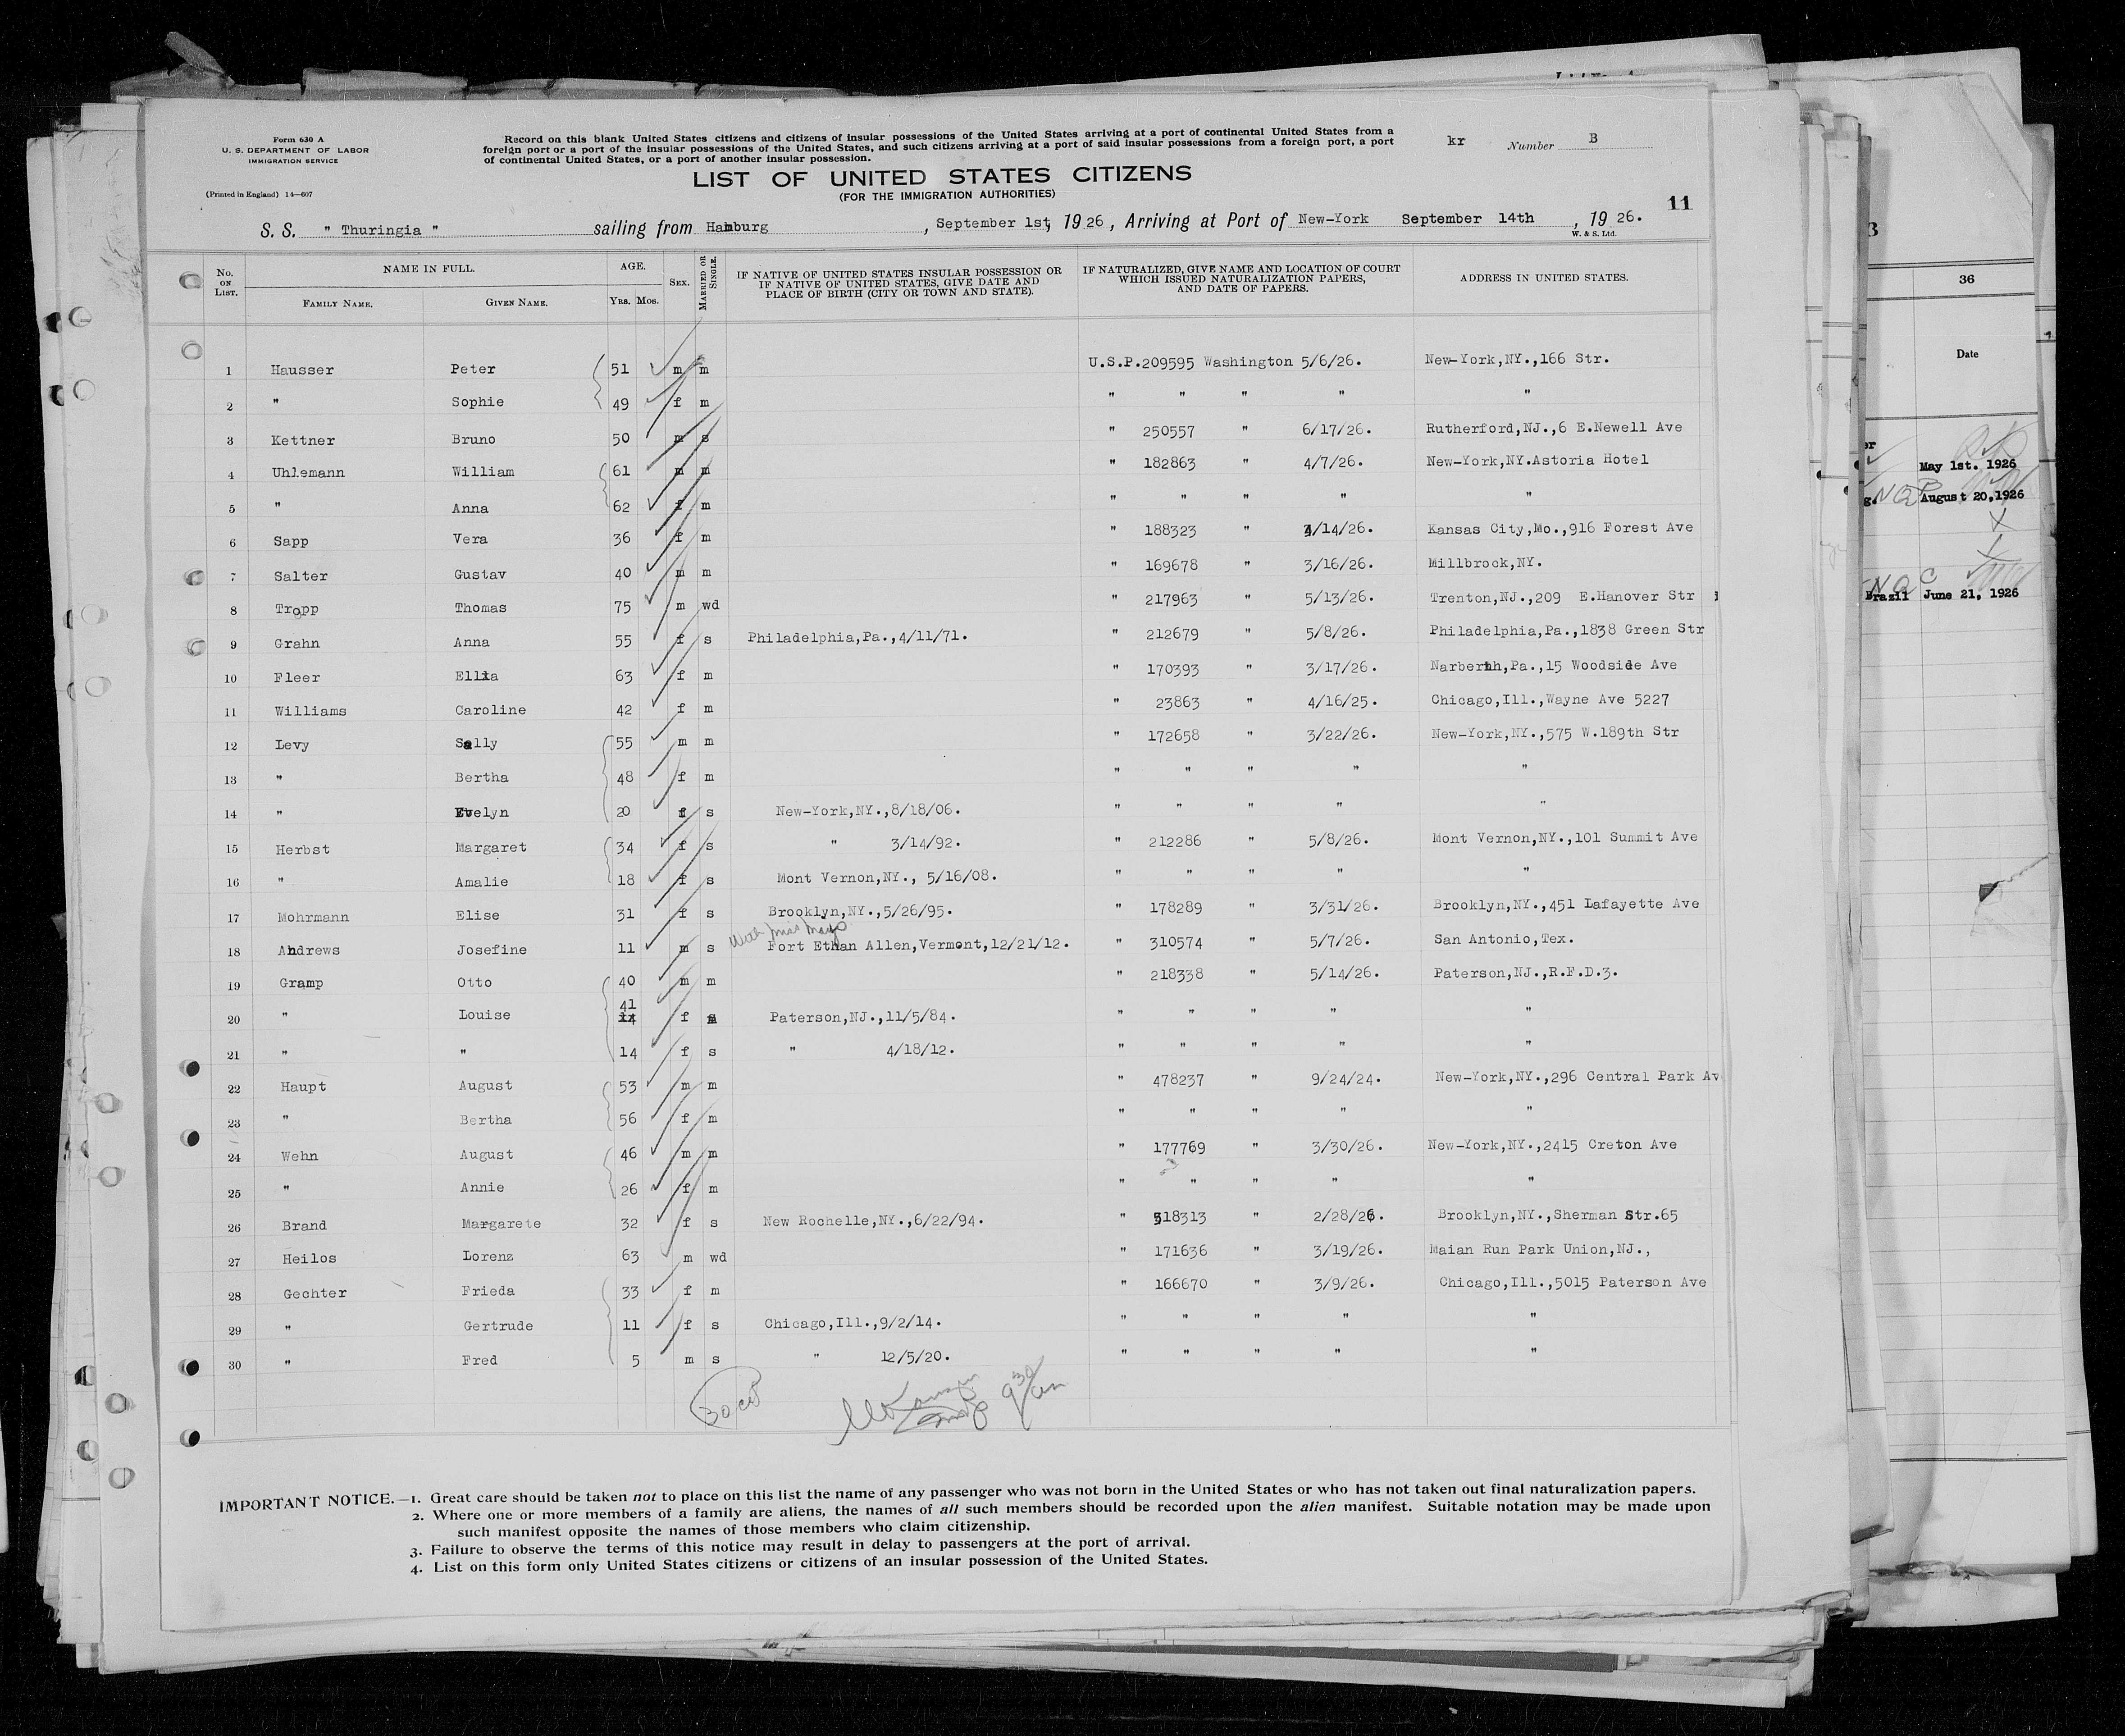 Form 630 A
U. S. DEPARTMENT OF LABOR
IMMIGRATION SERVICE
(Printed in England) 14—607
Record on this blank United States citizens and citizens of insular possessions of the United States arriving at a port of continental United States from a
foreign port or a port of the insular possessions of the United States, and such citizens arriving at a port of said insular possessions from a foreign port, a port
of continental United States, or a port of another insular possession.
kr Number B
LIST OF UNITED STATES CITIZENS
(FOR THE IMMIGRATION AUTHORITIES)
11
S. S. " Thuringia " sailing from Hamburg, September 1st, 1926, Arriving at Port of New-York September 14th, 1926.
W. & S. Ltd.
No. ON LIST. NAME IN FULL. FAMILY NAME. GIVEN NAME. AGE. YRS. MOS. SEX. MARRIED OR SINGLE. IF NATIVE OF UNITED STATES INSULAR POSSESSION OR IF NATIVE OF UNITED STATES, GIVE DATE AND PLACE OF BIRTH (CITY OR TOWN AND STATE). IF NATURALIZED, GIVE NAME AND LOCATION OF COURT WHICH ISSUED NATURALIZATION PAPERS, AND DATE OF PAPERS. ADDRESS IN UNITED STATES.
1 Hausser Peter 51 m m U.S.P.209595 Washington 5/6/26. New-York,NY.,166 Str.
2 " Sophie 49 f m " " " " "
3 Kettner Bruno 50 m s " 250557 " 6/17/26. Rutherford,NJ.,6 E.Newell Ave
4 Uhlemann William 61 m m " 182863 " 4/7/26. New-York,NY.Astoria Hotel
5 " Anna 62 f m " " " " "
6 Sapp Vera 36 f m " 188323 " /14/26. Kansas City,Mo.,916 Forest Ave
7 Salter Gustav 40 m m " 169678 " 3/16/26. Millbrook,NY.
8 Tropp Thomas 75 m wd " 217963 " 5/13/26. Trenton,NJ.,209 E.Hanover Str
9 Grahn Anna 55 f s Philadelphia,Pa.,4/11/71. " 212679 " 5/8/26. Philadelphia,Pa.,1838 Green Str
10 Fleer Ella 63 f m " 170393 " 3/17/26. Narberth,Pa.,15 Woodside Ave
11 Williams Caroline 42 f m " 23863 " 4/16/25. Chicago,Ill.,Wayne Ave 5227
12 Levy Sally 55 m m " 172658 " 3/22/26. New-York,NY.,575 W.189th Str
13 " Bertha 48 f m " " " " "
14 " Evelyn 20 f s New-York,NY.,8/18/06. " " " " "
15 Herbst Margaret 34 f s " 3/14/92. " 212286 " 5/8/26. Mont Vernon,NY.,101 Summit Ave
16 " Amalie 18 f s Mont Vernon,NY., 5/16/08. " " " " "
17 Mohrmann Elise 31 f s Brooklyn,NY.,5/26/95. " 178289 " 3/31/26. Brooklyn,NY.,451 Lafayette Ave
With Miss Mayo
18 Andrews Josefine 11 m s Fort Ethan Allen,Vermont,12/21/12. " 310574 " 5/7/26. San Antonio,Tex.
19 Gramp Otto 40 m m " 218338 " 5/14/26. Paterson,NJ.,R.F.D.3.
20 " Louise 41 f m Paterson,NJ.,11/5/84. " " " " "
21 " " 14 f s " 4/18/12. " " " " "
22 Haupt August 53 m m " 478237 " 9/24/24. New-York,NY.,296 Central Park Av
23 " Bertha 56 f m " " " " "
24 Wehn August 46 m m " 177769 " 3/30/26. New-York,NY.,2415 Creton Ave
25 " Annie 26 f m " " " " "
26 Brand Margarete 32 f s New Rochelle,NY.,6/22/94. " 318313 " 2/28/26. Brooklyn,NY.,Sherman Str.65
27 Heilos Lorenz 63 m wd " 171636 " 3/19/26. Maian Run Park Union,NJ.,
28 Gechter Frieda 33 f m " 166670 " 3/9/26. Chicago,Ill.,5015 Paterson Ave
29 " Gertrude 11 f s Chicago,Ill.,9/2/14. " " " " "
30 " Fred 5 m s " 12/5/20. " " " " "
30
9 30/am
IMPORTANT NOTICE.—1. Great care should be taken not to place on this list the name of any passenger who was not born in the United States or who has not taken out final naturalization papers.
2. Where one or more members of a family are aliens, the names of all such members should be recorded upon the alien manifest. Suitable notation may be made upon
such manifest opposite the names of those members who claim citizenship.
3. Failure to observe the terms of this notice may result in delay to passengers at the port of arrival.
4. List on this form only United States citizens or citizens of an insular possession of the United States.
36
Date
May 1st. 1926
August 20,1926
Brazil June 21, 1926